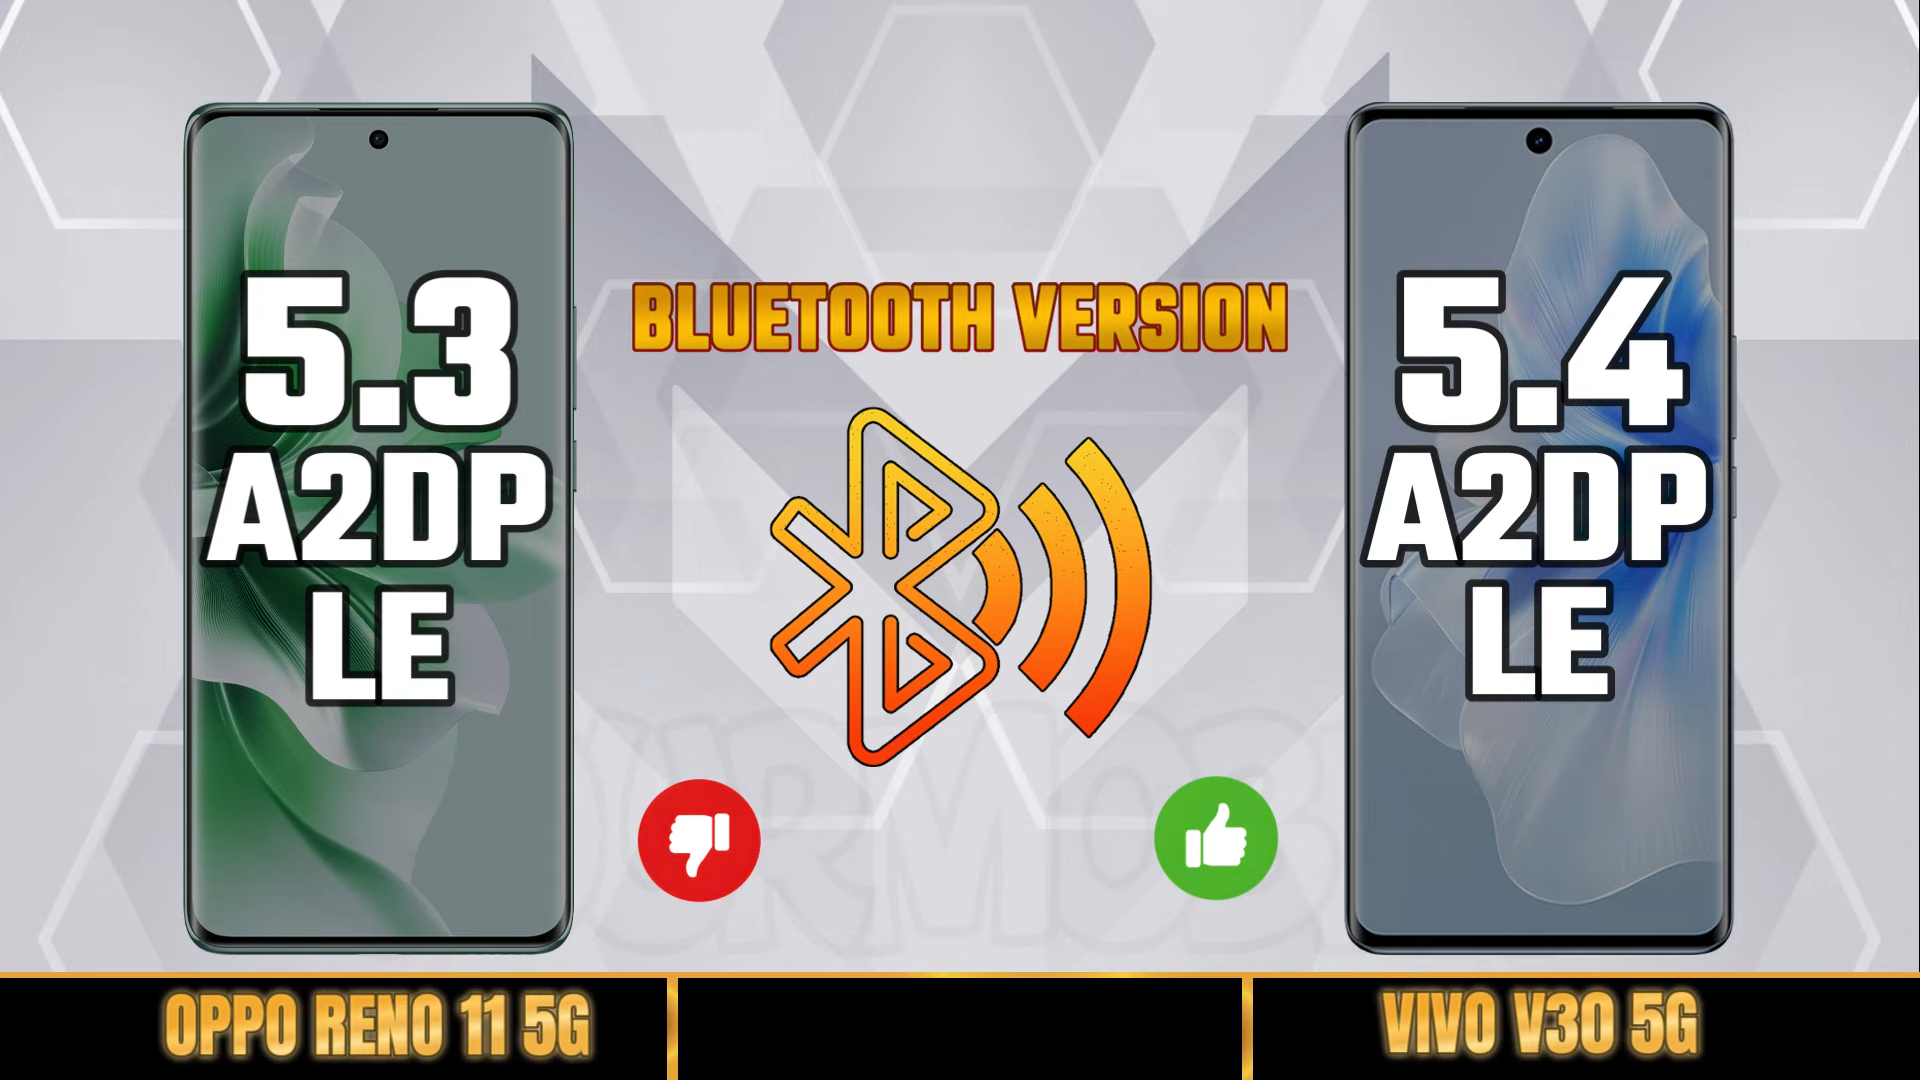 BLUETOOTH VERSION
5.3
A2DP
LE
5.4
A2DP
LE
OPPO RENO 11 5G
VIVO V30 5G